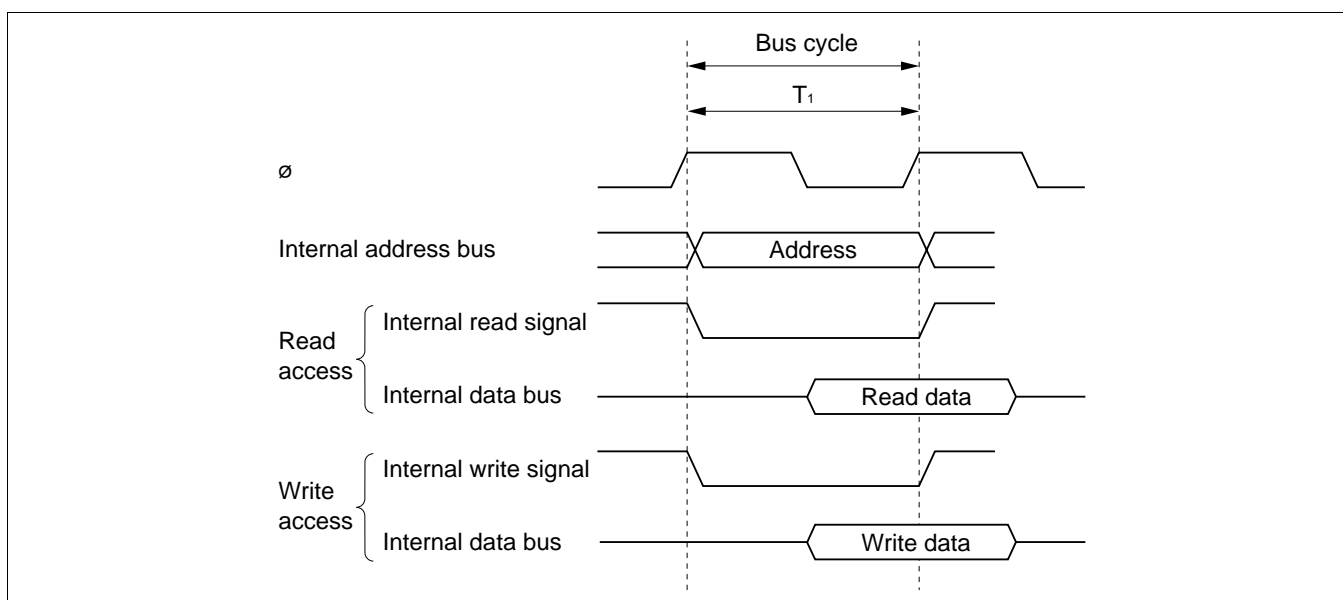 Bus cycle
T₁
ø
Internal address bus
Address
Read
access
Internal read signal
Internal data bus
Read data
Write
access
Internal write signal
Internal data bus
Write data